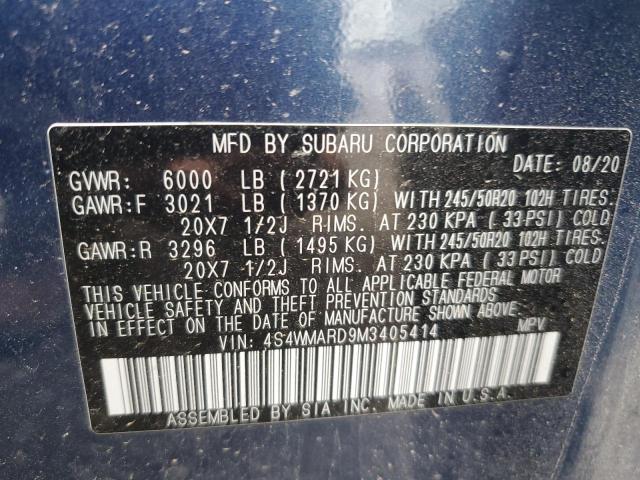 MFD BY SUBARU CORPORATION
DATE: 08/20
GVWR: 6000 LB ( 2721 KG)
GAWR:F 3021 LB ( 1370 KG) WITH 245/50R20 102H TIRES.
20X7 1/2J RIMS. AT 230 KPA ( 33 PSI) COLD
GAWR:R 3296 LB ( 1495 KG) WITH 245/50R20 102H TIRES.
20X7 1/2J RIMS. AT 230 KPA ( 33 PSI) COLD
THIS VEHICLE CONFORMS TO ALL APPLICABLE FEDERAL MOTOR
VEHICLE SAFETY AND THEFT PREVENTION STANDARDS
IN EFFECT ON THE DATE OF MANUFACTURE SHOWN ABOVE.
VIN: 4S4WMARD9M3405414 MPV
ASSEMBLED BY SIA INC. MADE IN U.S.A.